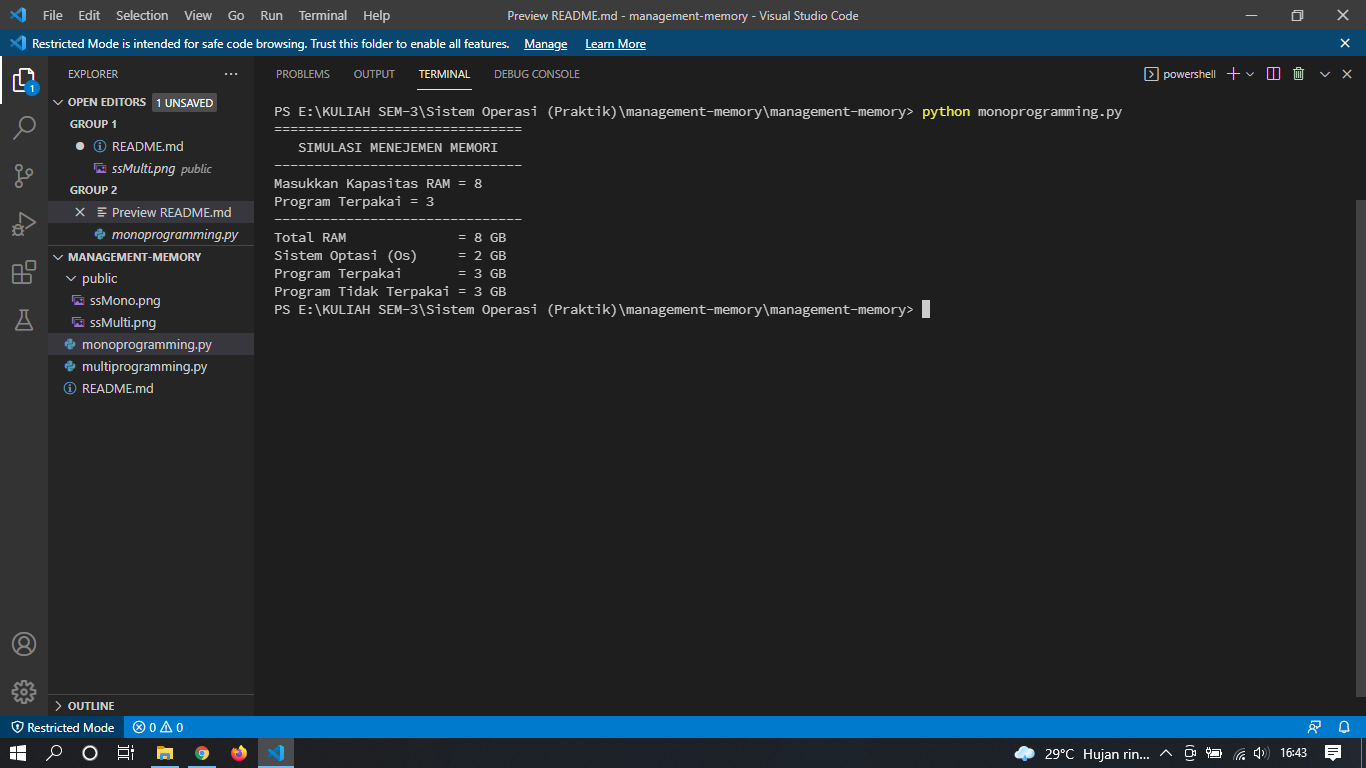 File Edit Selection View Go Run Terminal Help Preview README.md - management-memory - Visual Studio Code
Restricted Mode is intended for safe code browsing. Trust this folder to enable all features. Manage Learn More
EXPLORER
1
OPEN EDITORS 1 UNSAVED
GROUP 1
README.md
ssMulti.png public
GROUP 2
Preview README.md
monoprogramming.py
MANAGEMENT-MEMORY
public
ssMono.png
ssMulti.png
monoprogramming.py
multiprogramming.py
README.md
OUTLINE
PROBLEMS OUTPUT TERMINAL DEBUG CONSOLE powershell
PS E:\KULIAH SEM-3\Sistem Operasi (Praktik)\management-memory\management-memory> python monoprogramming.py
===============================
SIMULASI MENEJEMEN MEMORI
-------------------------------
Masukkan Kapasitas RAM = 8
Program Terpakai = 3
-------------------------------
Total RAM = 8 GB
Sistem Optasi (Os) = 2 GB
Program Terpakai = 3 GB
Program Tidak Terpakai = 3 GB
PS E:\KULIAH SEM-3\Sistem Operasi (Praktik)\management-memory\management-memory>
Restricted Mode 0 0
29°C Hujan rin... 16:43